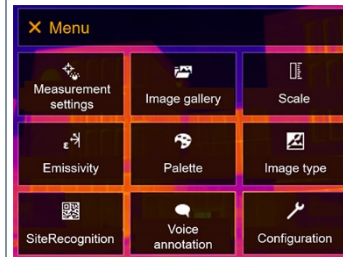 × Menu
Measurement
settings
Image gallery
Scale
ε
Emissivity
Palette
Image type
SiteRecognition
Voice
annotation
Configuration